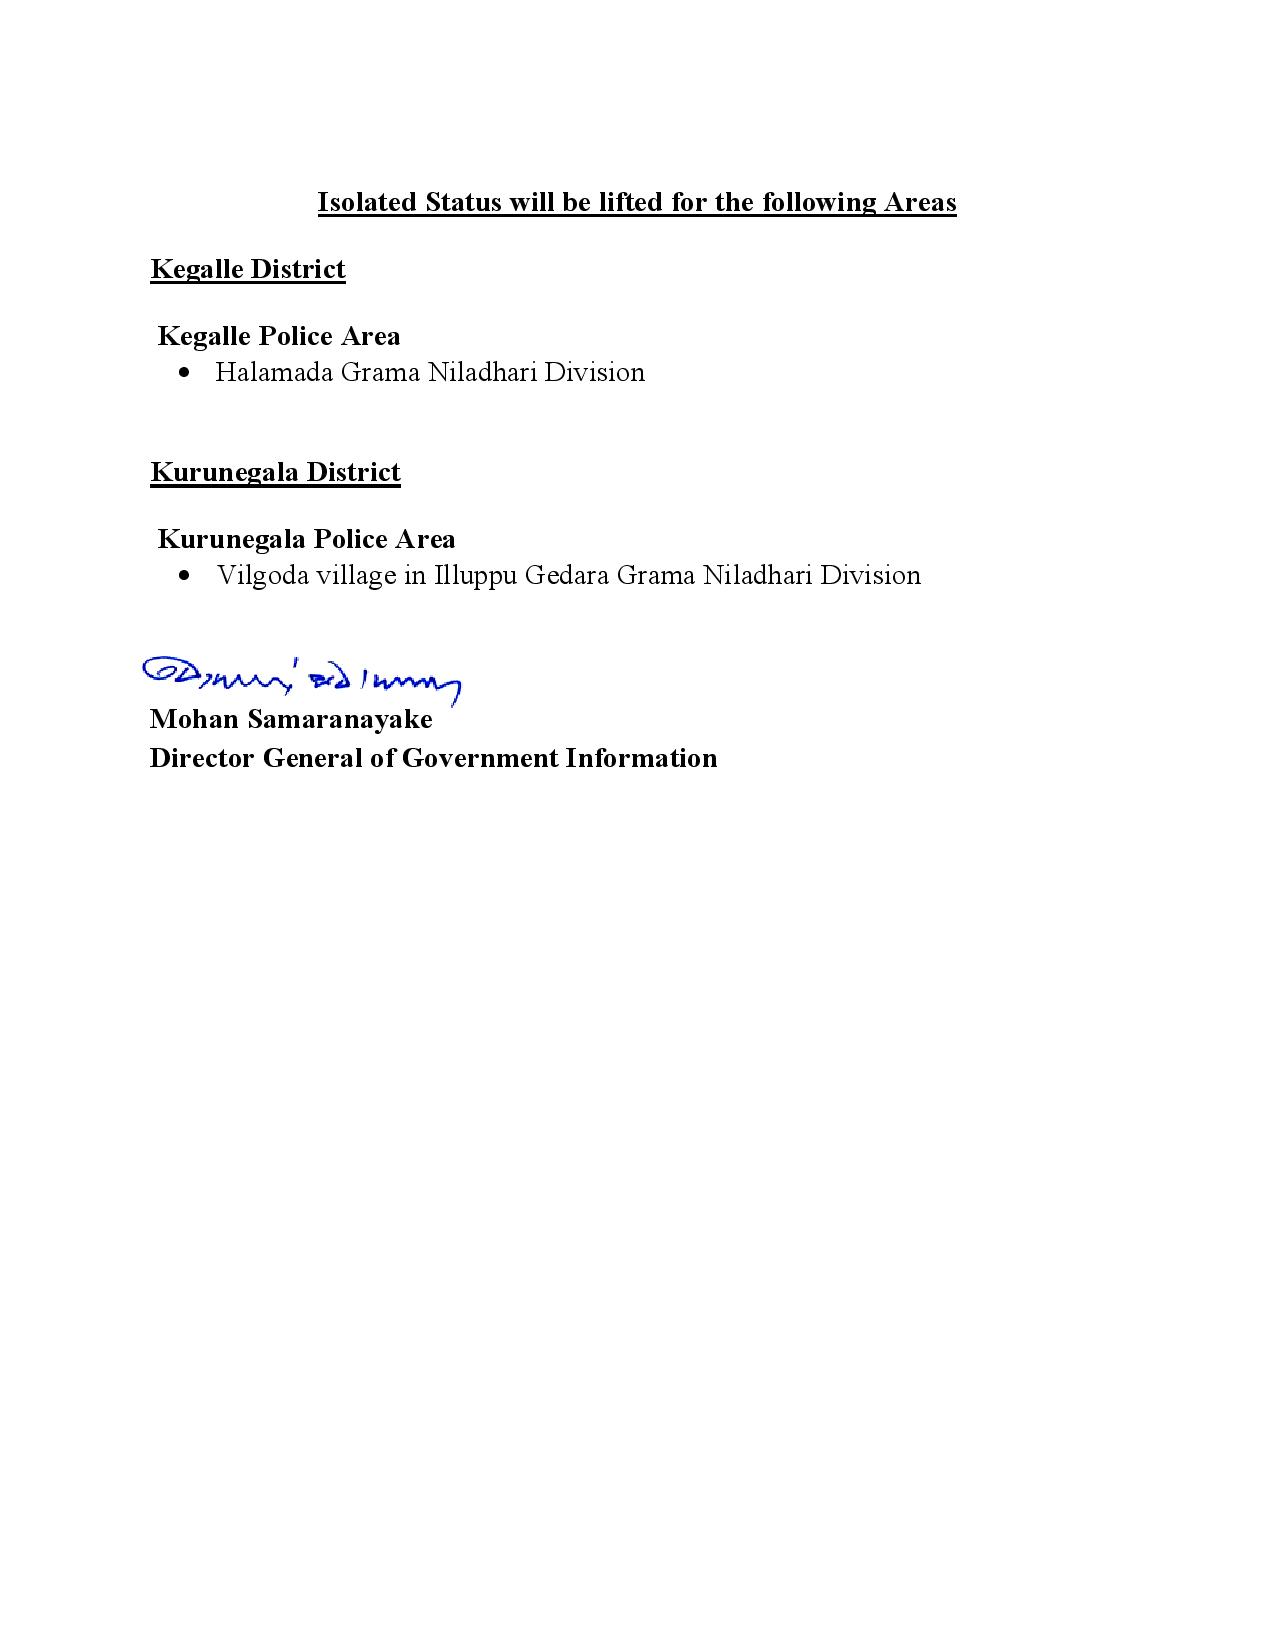 Isolated Status will be lifted for the following Areas
Kegalle District
Kegalle Police Area
• Halamada Grama Niladhari Division
Kurunegala District
Kurunegala Police Area
• Vilgoda village in Illuppu Gedara Grama Niladhari Division
Mohan Samaranayake
Director General of Government Information